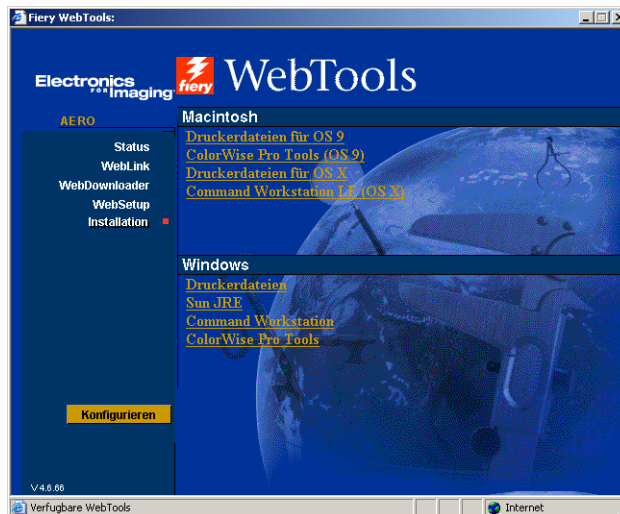 Fiery WebTools:
Electronics
FOR Imaging
fiery
WebTools
AERO
Status
WebLink
WebDownloader
WebSetup
Installation
Macintosh
Druckerdateien für OS 9
ColorWise Pro Tools (OS 9)
Druckerdateien für OS X
Command Workstation LE (OS X)
Windows
Druckerdateien
Sun JRE
Command Workstation
ColorWise Pro Tools
Konfigurieren
V4.6.66
Verfugbare WebTools
Internet